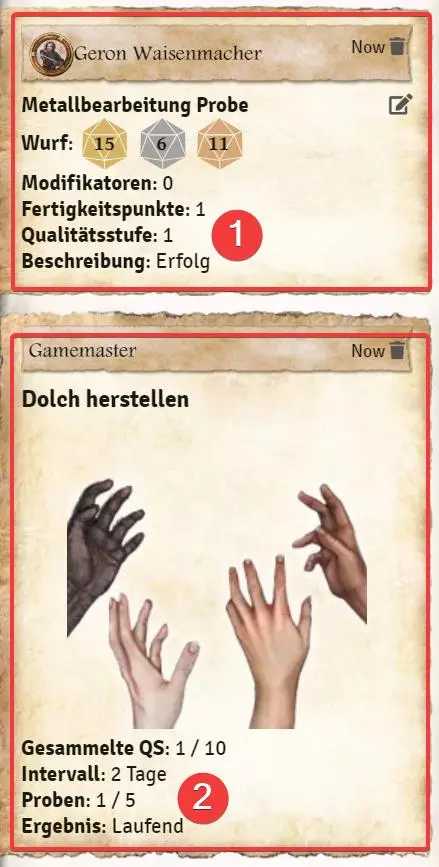 Geron Waisenmacher Now
Metallbearbeitung Probe
Wurf: 15 6 11
Modifikatoren: 0
Fertigkeitspunkte: 1
Qualitätsstufe: 1
Beschreibung: Erfolg
1
Gamemaster Now
Dolch herstellen
Gesammelte QS: 1 / 10
Intervall: 2 Tage
Proben: 1 / 5
Ergebnis: Laufend
2